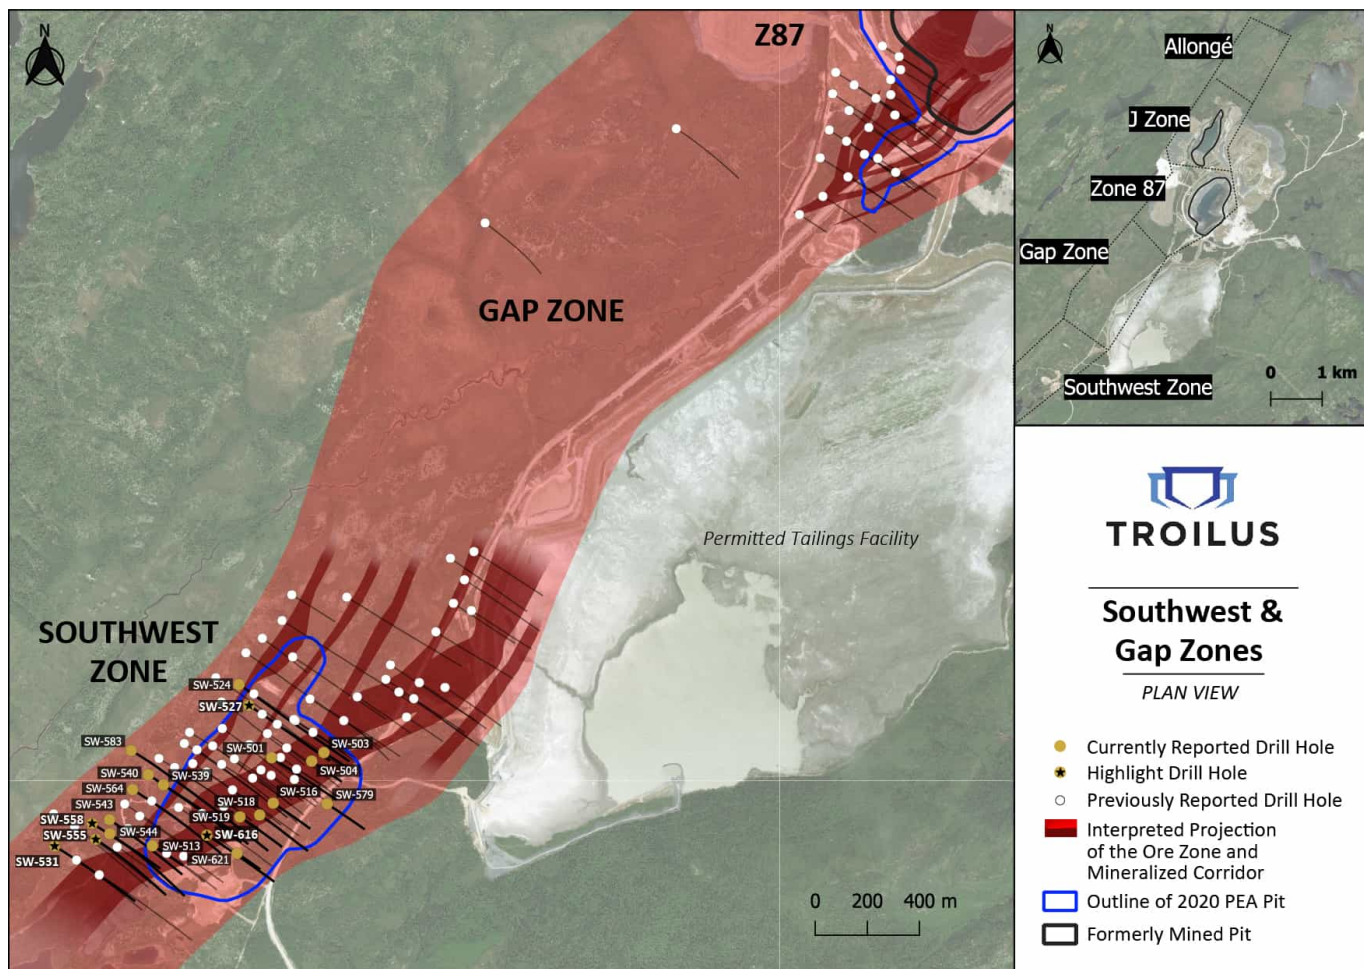 N
Z87
GAP ZONE
Permitted Tailings Facility
SOUTHWEST
ZONE
SW-524
SW-527
SW-583
SW-501
SW-503
SW-504
SW-540
SW-539
SW-564
SW-516
SW-579
SW-543
SW-518
SW-558
SW-519
SW-544
SW-555
SW-616
SW-513
SW-531
SW-621
0 200 400 m
N
Allongé
J Zone
Zone 87
Gap Zone
Southwest Zone
0 1 km
TROILUS
Southwest &
Gap Zones
PLAN VIEW
Currently Reported Drill Hole
Highlight Drill Hole
Previously Reported Drill Hole
Interpreted Projection
of the Ore Zone and
Mineralized Corridor
Outline of 2020 PEA Pit
Formerly Mined Pit